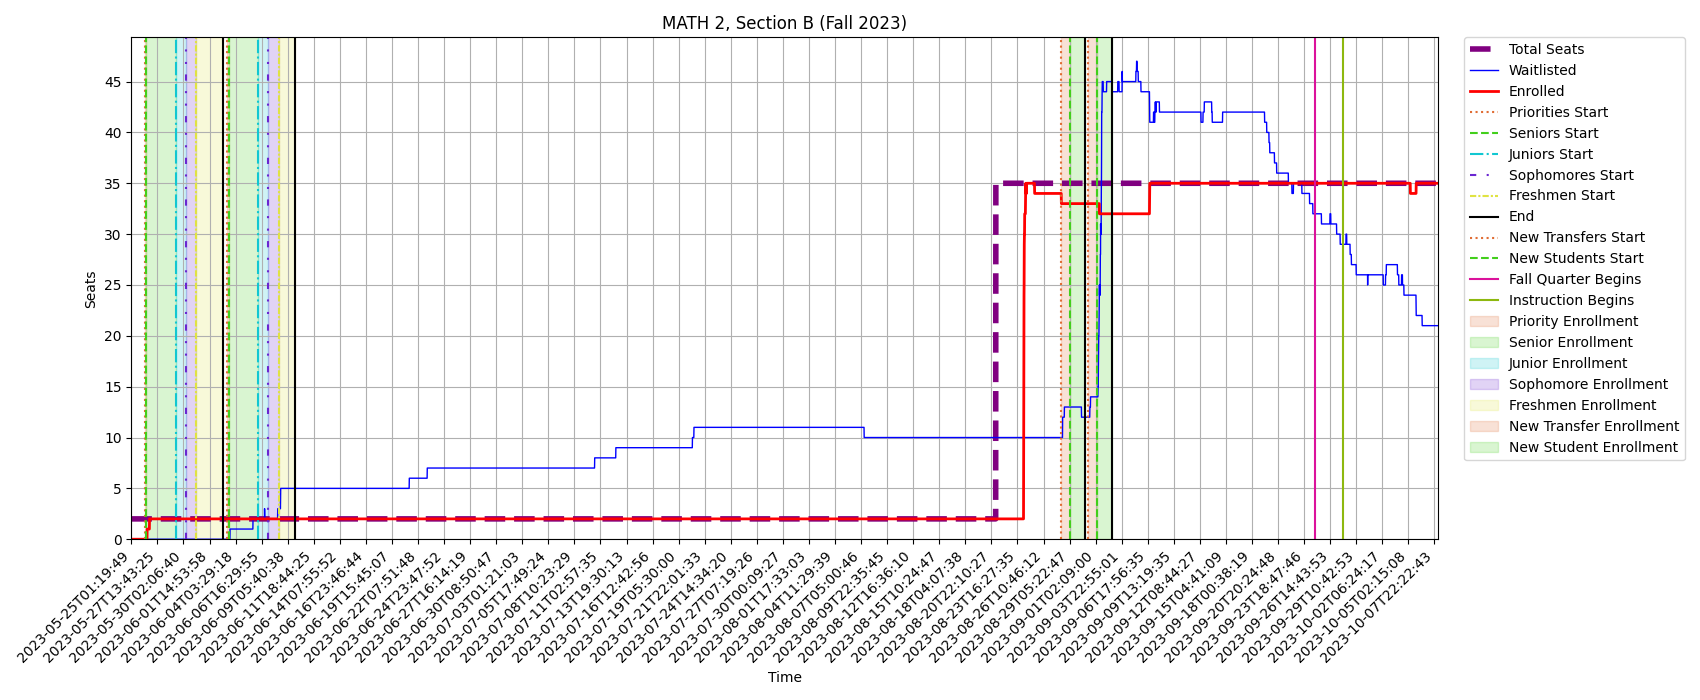 MATH 2, Section B (Fall 2023)
Seats
45
40
35
30
25
20
15
10
5
0
2023-05-25T01:19:49
2023-05-27T13:43:25
2023-05-30T02:06:40
2023-06-01T14:53:58
2023-06-04T03:29:18
2023-06-06T16:29:55
2023-06-09T05:40:38
2023-06-11T18:44:25
2023-06-14T07:55:52
2023-06-16T23:46:44
2023-06-19T15:45:07
2023-06-22T07:51:48
2023-06-24T23:47:52
2023-06-27T16:14:19
2023-06-30T08:50:47
2023-07-03T01:21:03
2023-07-05T17:49:24
2023-07-08T10:23:29
2023-07-11T02:57:35
2023-07-13T19:30:13
2023-07-16T12:42:56
2023-07-19T05:30:00
2023-07-21T22:01:33
2023-07-24T14:34:20
2023-07-27T07:19:26
2023-07-30T00:09:27
2023-08-01T17:33:03
2023-08-04T11:29:39
2023-08-07T05:00:46
2023-08-09T22:35:45
2023-08-12T16:36:10
2023-08-15T10:24:47
2023-08-18T04:07:38
2023-08-20T22:10:27
2023-08-23T16:27:35
2023-08-26T10:46:12
2023-08-29T05:22:47
2023-09-01T02:09:00
2023-09-03T22:55:01
2023-09-06T17:56:35
2023-09-09T13:19:35
2023-09-12T08:44:27
2023-09-15T04:41:09
2023-09-18T00:38:19
2023-09-20T20:24:48
2023-09-23T18:47:46
2023-09-26T14:43:53
2023-09-29T10:42:53
2023-10-02T06:24:17
2023-10-05T02:15:08
2023-10-07T22:22:43
Time
Total Seats
Waitlisted
Enrolled
Priorities Start
Seniors Start
Juniors Start
Sophomores Start
Freshmen Start
End
New Transfers Start
New Students Start
Fall Quarter Begins
Instruction Begins
Priority Enrollment
Senior Enrollment
Junior Enrollment
Sophomore Enrollment
Freshmen Enrollment
New Transfer Enrollment
New Student Enrollment